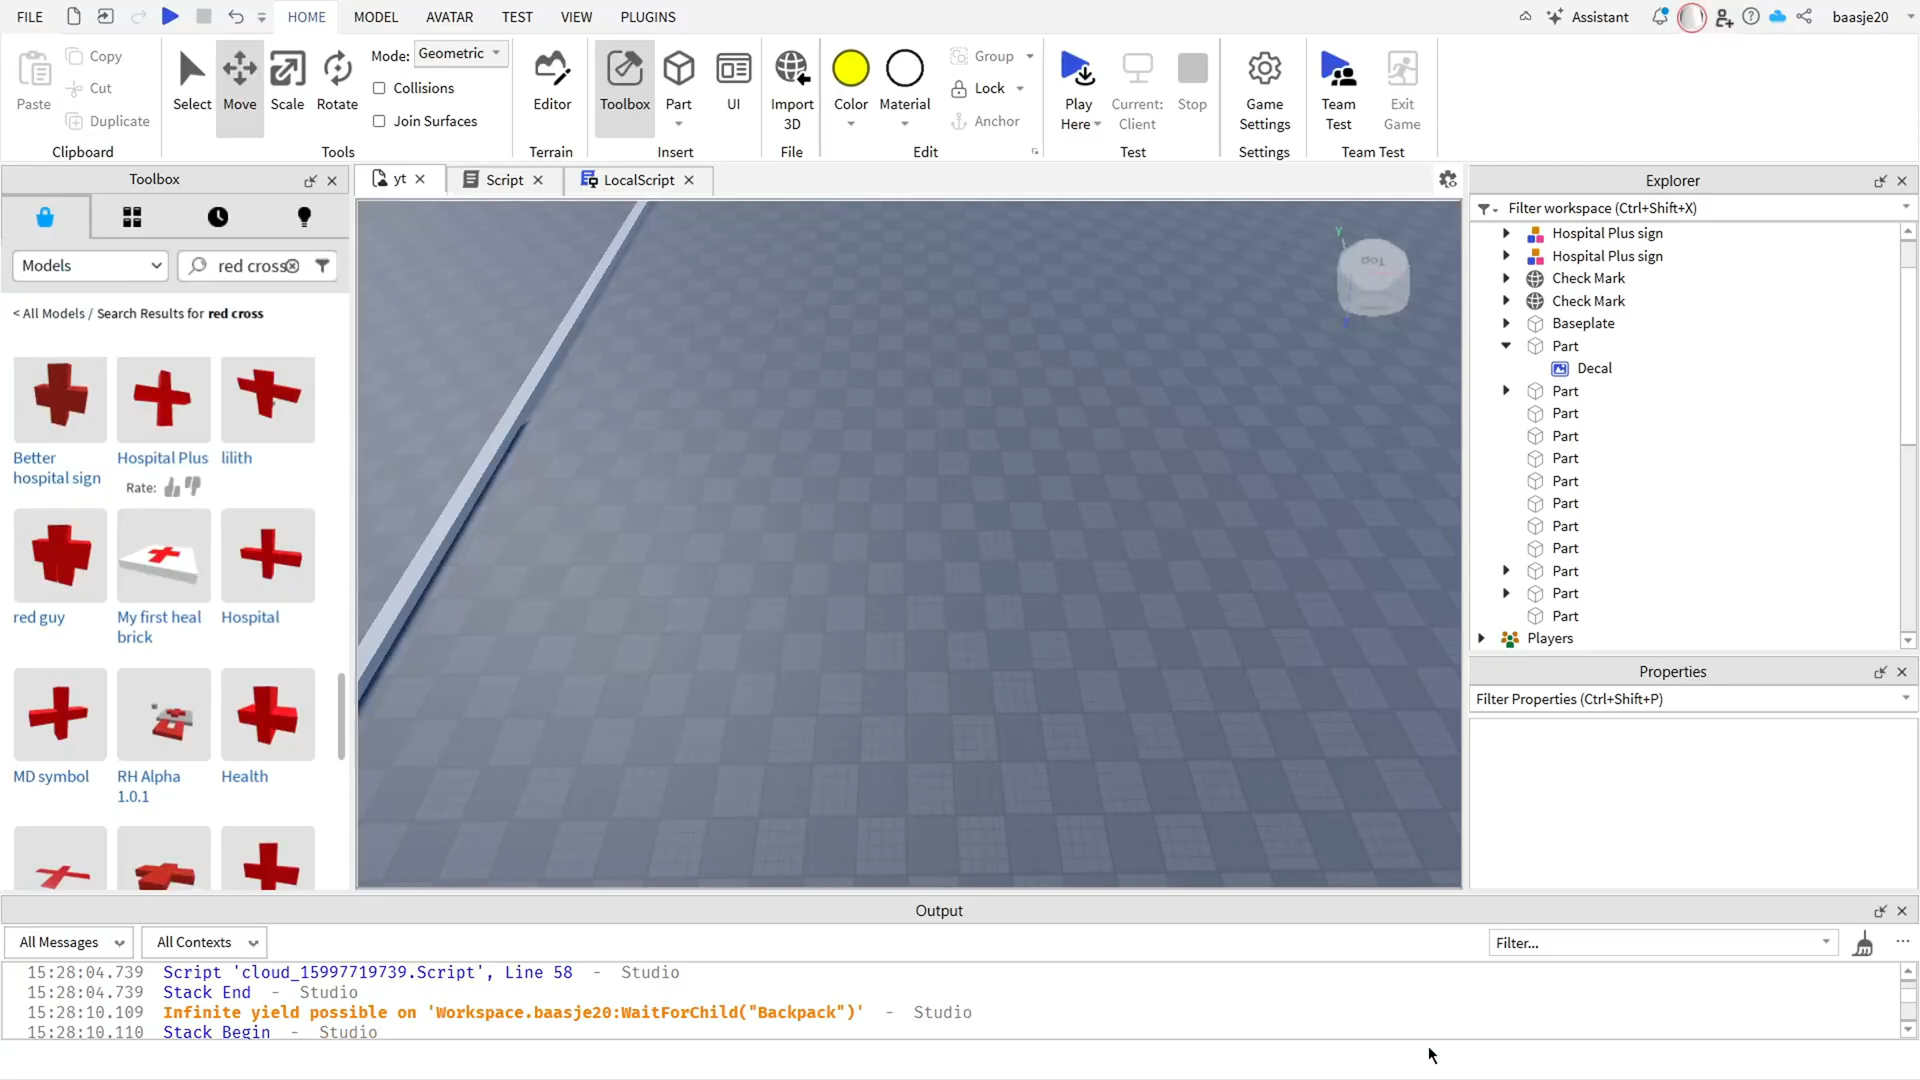 FILE HOME MODEL AVATAR TEST VIEW PLUGINS Assistant baasje20
Paste Copy Cut Duplicate
Clipboard
Select Move Scale Rotate
Mode: Geometric
Collisions
Join Surfaces
Tools
Editor
Terrain
Toolbox Part UI
Insert
Import
3D
File
Color Material
Group
Lock
Anchor
Edit
Play
Here
Current:
Client
Stop
Test
Game
Settings
Settings
Team
Test
Exit
Game
Team Test
Toolbox
Models
red cross
< All Models / Search Results for red cross
Better
hospital sign
Hospital Plus
Rate:
lilith
red guy
My first heal
brick
Hospital
MD symbol
RH Alpha
1.0.1
Health
yt
Script
LocalScript
Y
Top
Explorer
Filter workspace (Ctrl+Shift+X)
Hospital Plus sign
Hospital Plus sign
Check Mark
Check Mark
Baseplate
Part
Decal
Part
Part
Part
Part
Part
Part
Part
Part
Part
Part
Part
Players
Properties
Filter Properties (Ctrl+Shift+P)
Output
All Messages All Contexts Filter...
15:28:04.739 Script 'cloud_15997719739.Script', Line 58 - Studio
15:28:04.739 Stack End - Studio
15:28:10.109 Infinite yield possible on 'Workspace.baasje20:WaitForChild("Backpack")' - Studio
15:28:10.110 Stack Begin - Studio